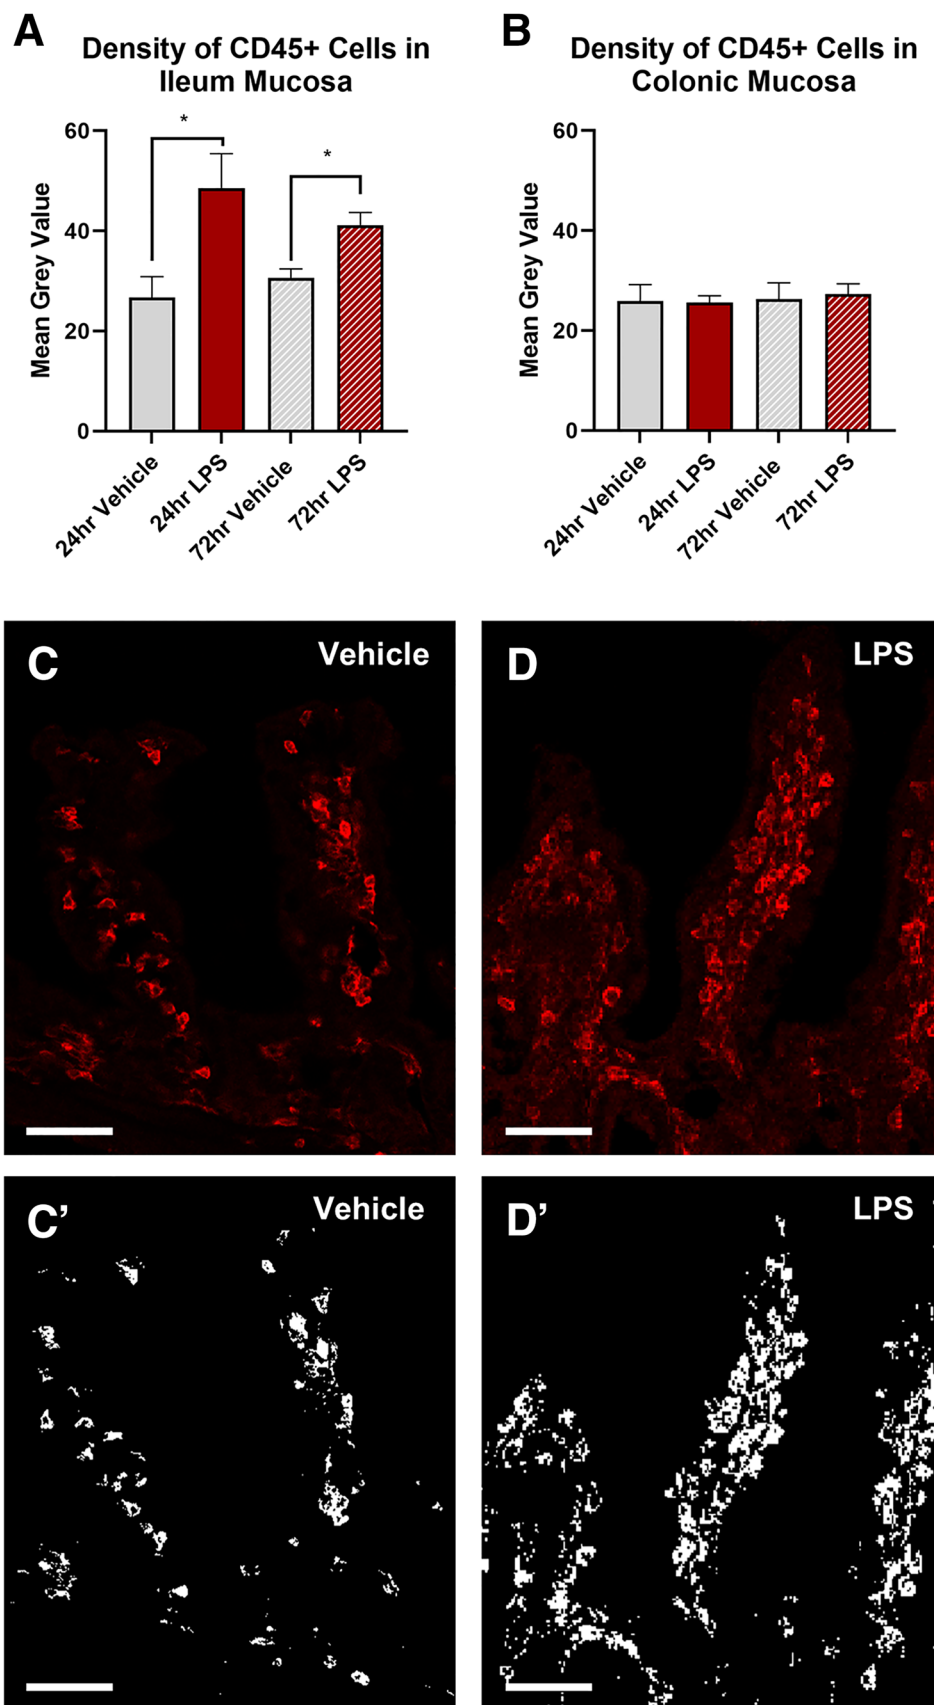 A
Density of CD45+ Cells in
Ileum Mucosa
Mean Grey Value
60
40
20
0
*
*
24hr Vehicle
24hr LPS
72hr Vehicle
72hr LPS
B
Density of CD45+ Cells in
Colonic Mucosa
Mean Grey Value
60
40
20
0
24hr Vehicle
24hr LPS
72hr Vehicle
72hr LPS
C
Vehicle
D
LPS
C’
Vehicle
D’
LPS